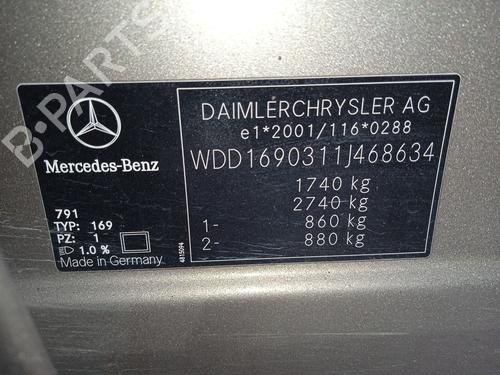 B-PARTS
Mercedes-Benz
791
TYP: 169
PZ: 1
1.0 %
Made in Germany
481S094
DAIMLERCHRYSLER AG
e1*2001/116*0288
WDD1690311J468634
1740 kg
2740 kg
1- 860 kg
2- 880 kg